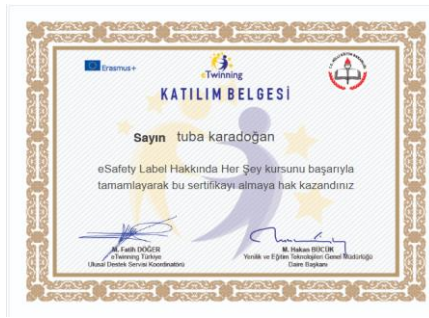 Erasmus+
eTwinning
KATILIM BELGESİ
Sayın tuba karadoğan
eSafety Label Hakkında Her Şey kursunu başarıyla
tamamlayarak bu sertifikayı almaya hak kazandınız
M. Fatih DÖĞER
eTwinning Türkiye
Ulusal Destek Servisi Koordinatörü
M. Hakan BÜCÜK
Yenilik ve Eğitim Teknolojileri Genel Müdürlüğü
Daire Başkanı